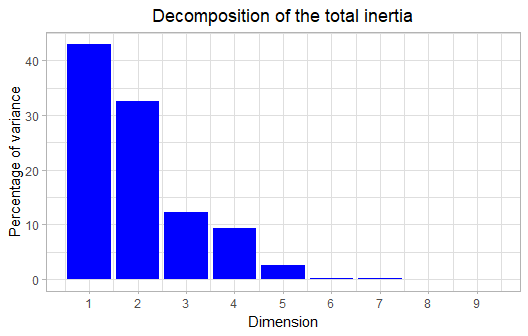 Decomposition of the total inertia
Percentage of variance
40
30
20
10
0
1 2 3 4 5 6 7 8 9
Dimension